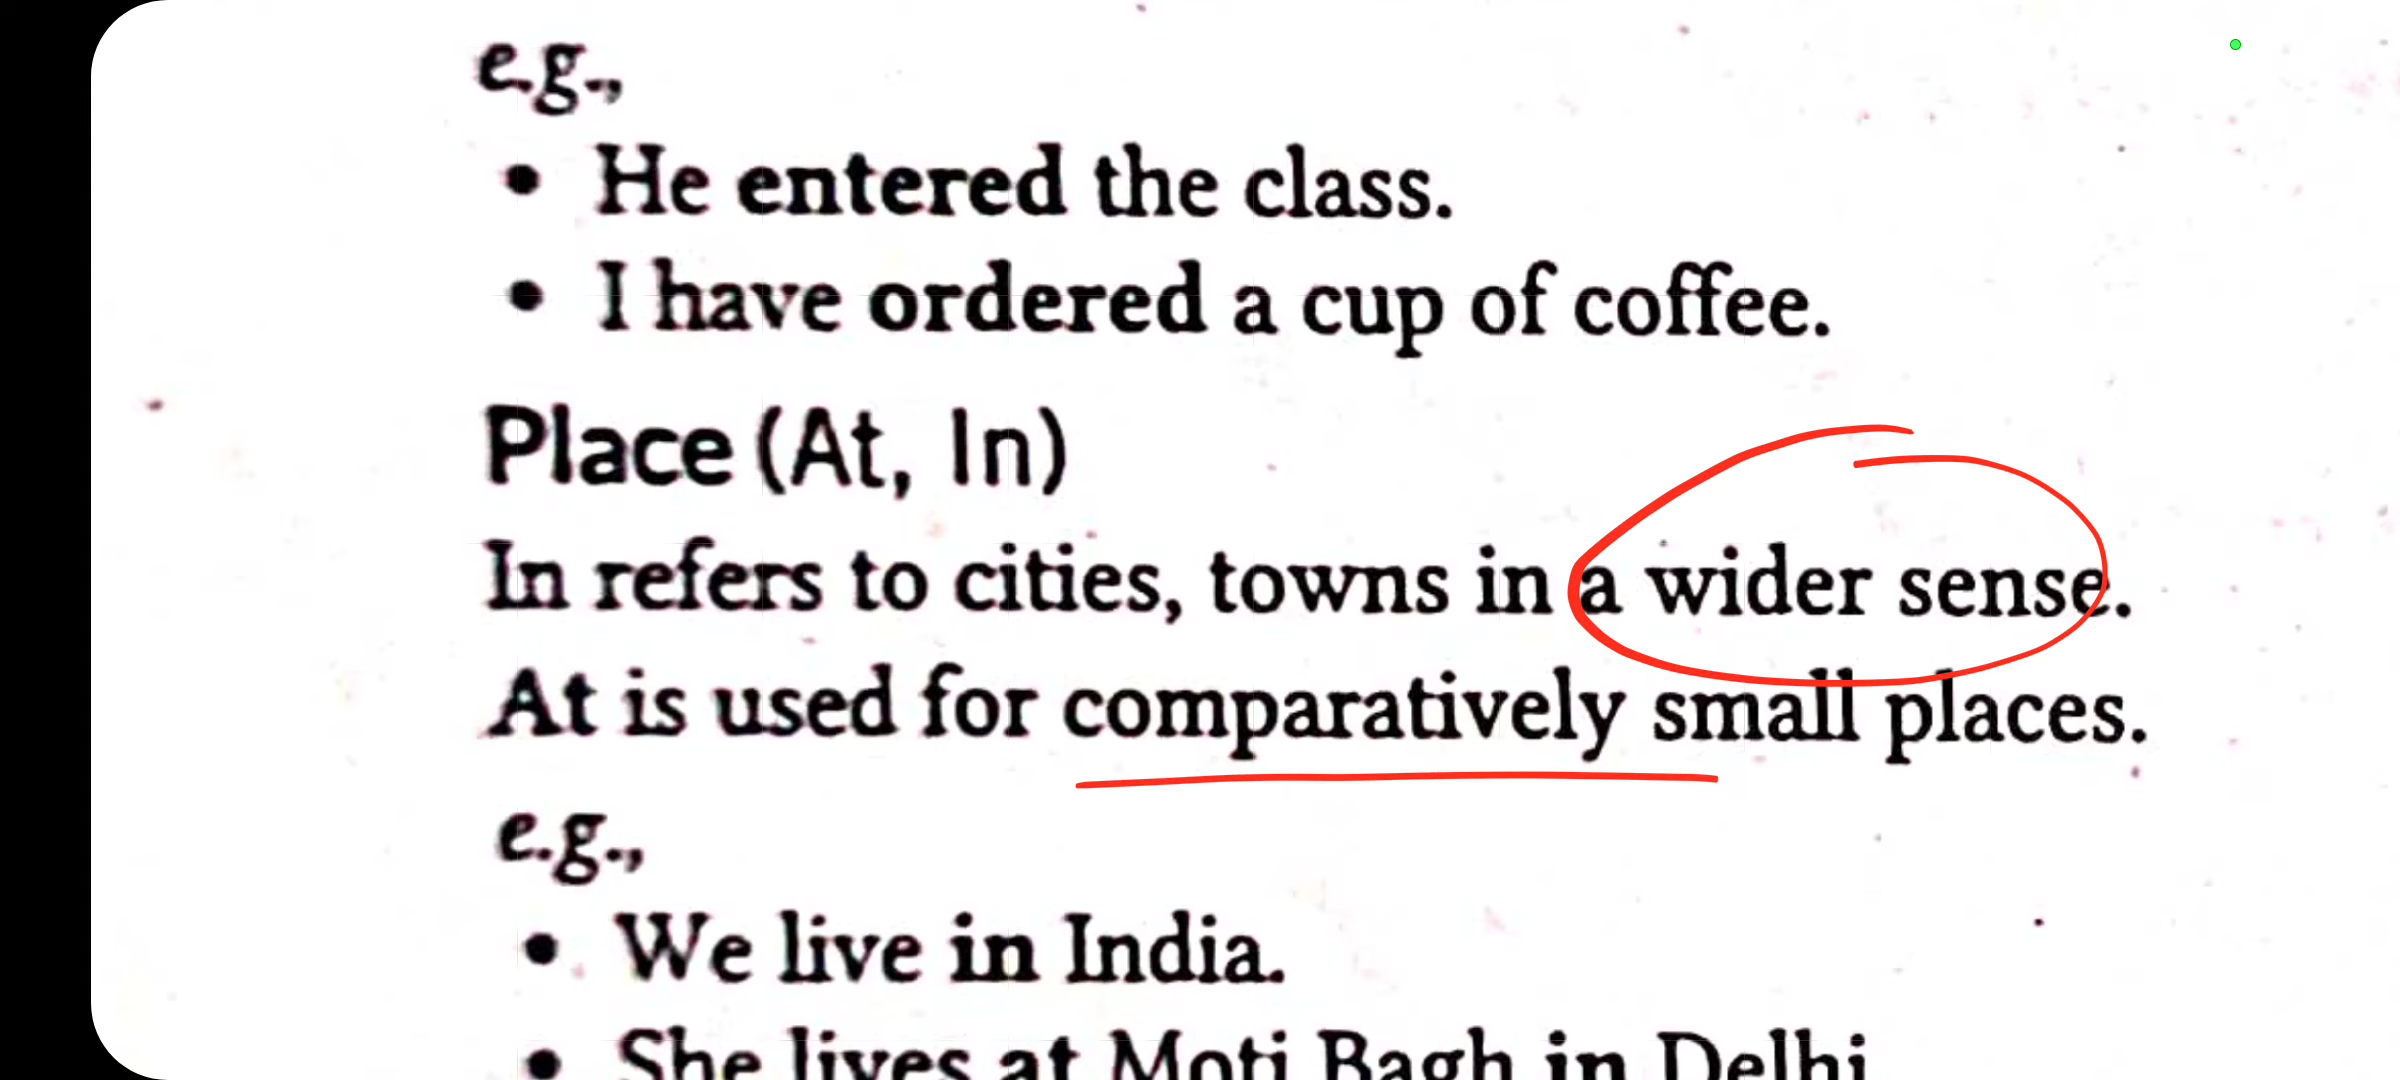 e.g.,
• He entered the class.
• I have ordered a cup of coffee.
Place (At, In)
In refers to cities, towns in a wider sense.
At is used for comparatively small places.
e.g.,
• We live in India.
• She lives at Moti Bagh in Delhi